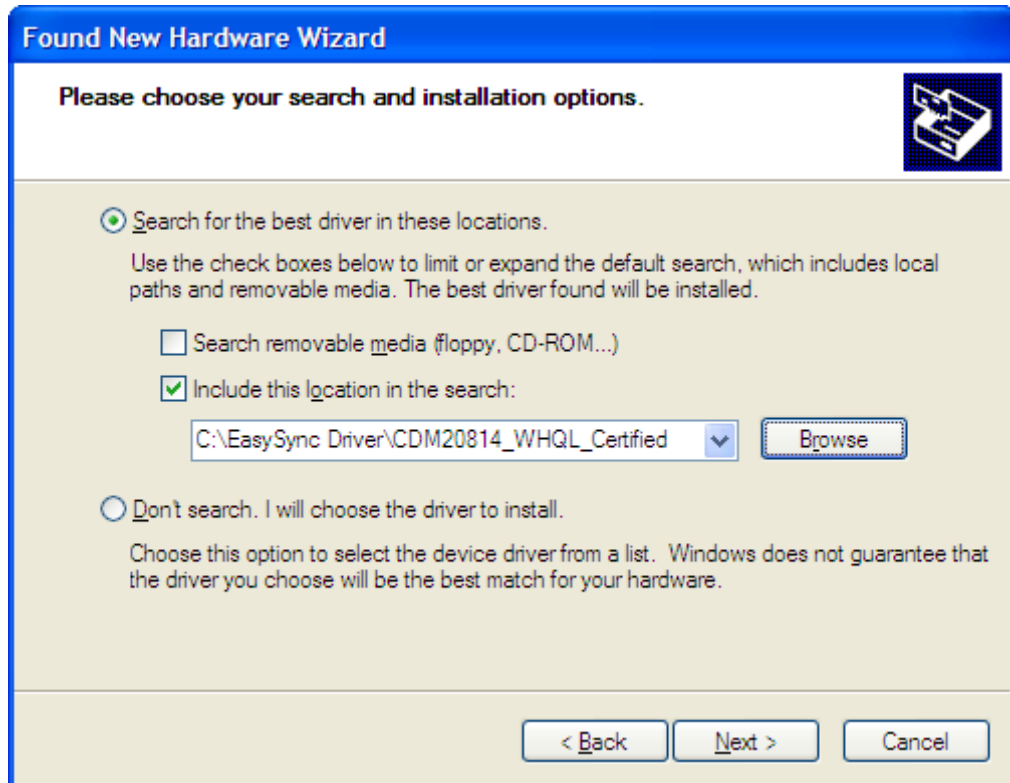 Found New Hardware Wizard
Please choose your search and installation options.
Search for the best driver in these locations.
Use the check boxes below to limit or expand the default search, which includes local
paths and removable media. The best driver found will be installed.
Search removable media (floppy, CD-ROM...)
Include this location in the search:
C:\EasySync Driver\CDM20814_WHQL_Certified
Browse
Don't search. I will choose the driver to install.
Choose this option to select the device driver from a list.  Windows does not guarantee that
the driver you choose will be the best match for your hardware.
< Back Next > Cancel